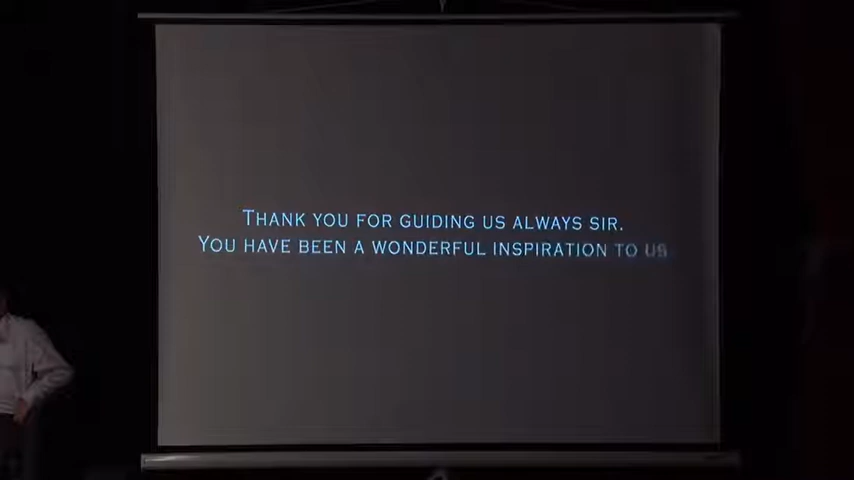 Thank you for guiding us always sir.
You have been a wonderful inspiration to us